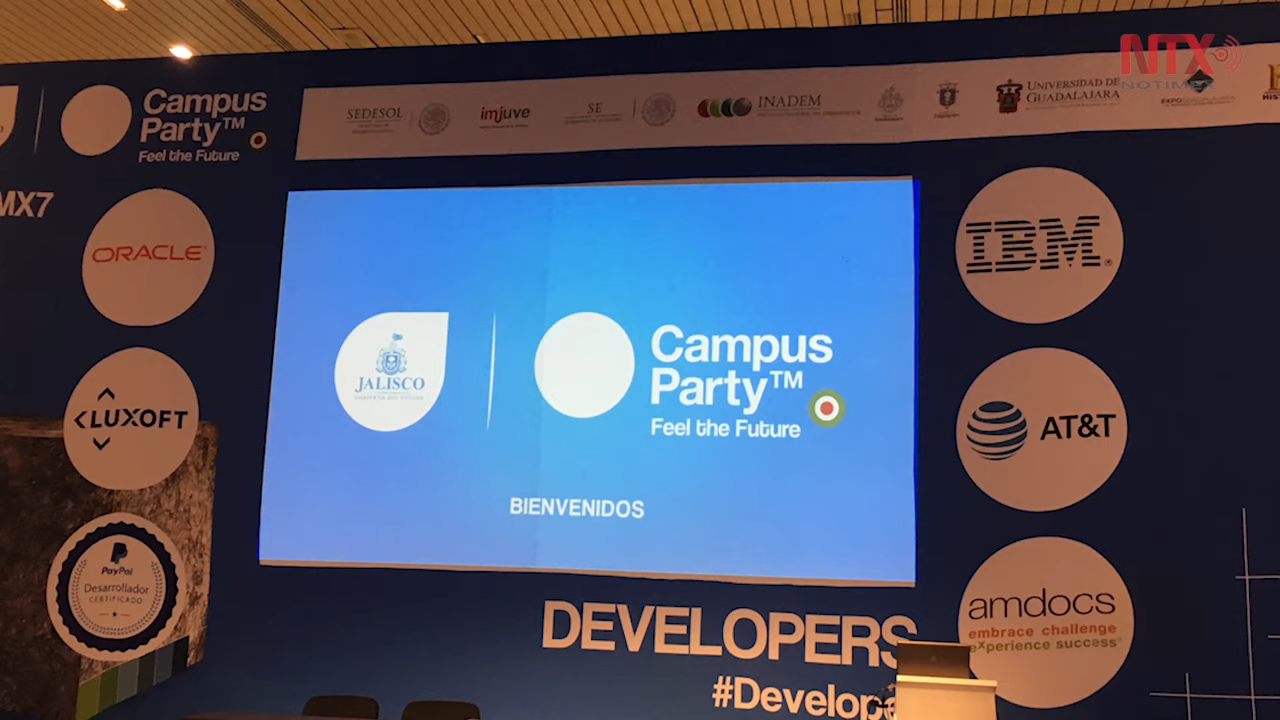 NTX
NOTIMEX
Campus
Party™
Feel the Future
SEDESOL
imjuve
SE
INADEM
UNIVERSIDAD DE
GUADALAJARA
MX7
ORACLE
IBM
LUXOFT
JALISCO
Campus
Party™
Feel the Future
AT&T
BIENVENIDOS
PayPal
Desarrollador
CERTIFICADO
amdocs
embrace challenge
experience success
DEVELOPERS
#Develope